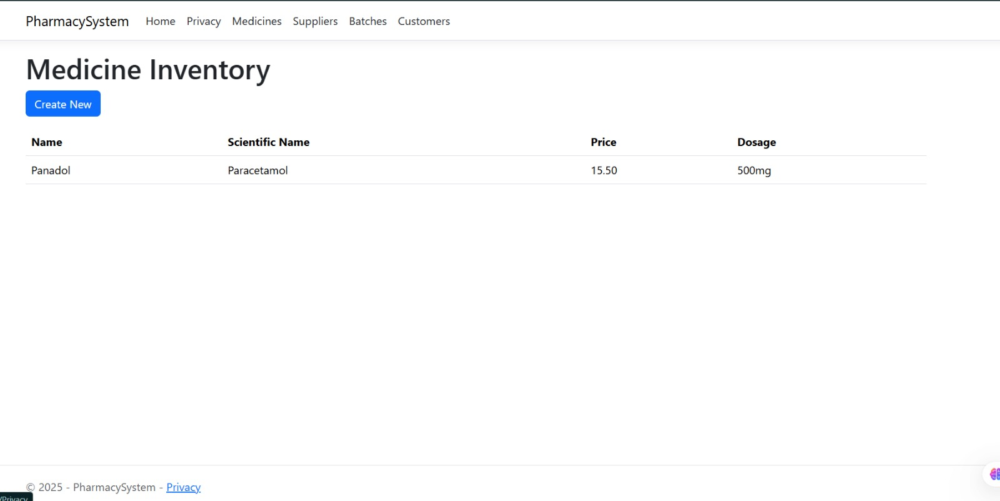 PharmacySystem Home Privacy Medicines Suppliers Batches Customers
Medicine Inventory
Create New
Name Scientific Name Price Dosage
Panadol Paracetamol 15.50 500mg
© 2025 - PharmacySystem - Privacy
/Privacy